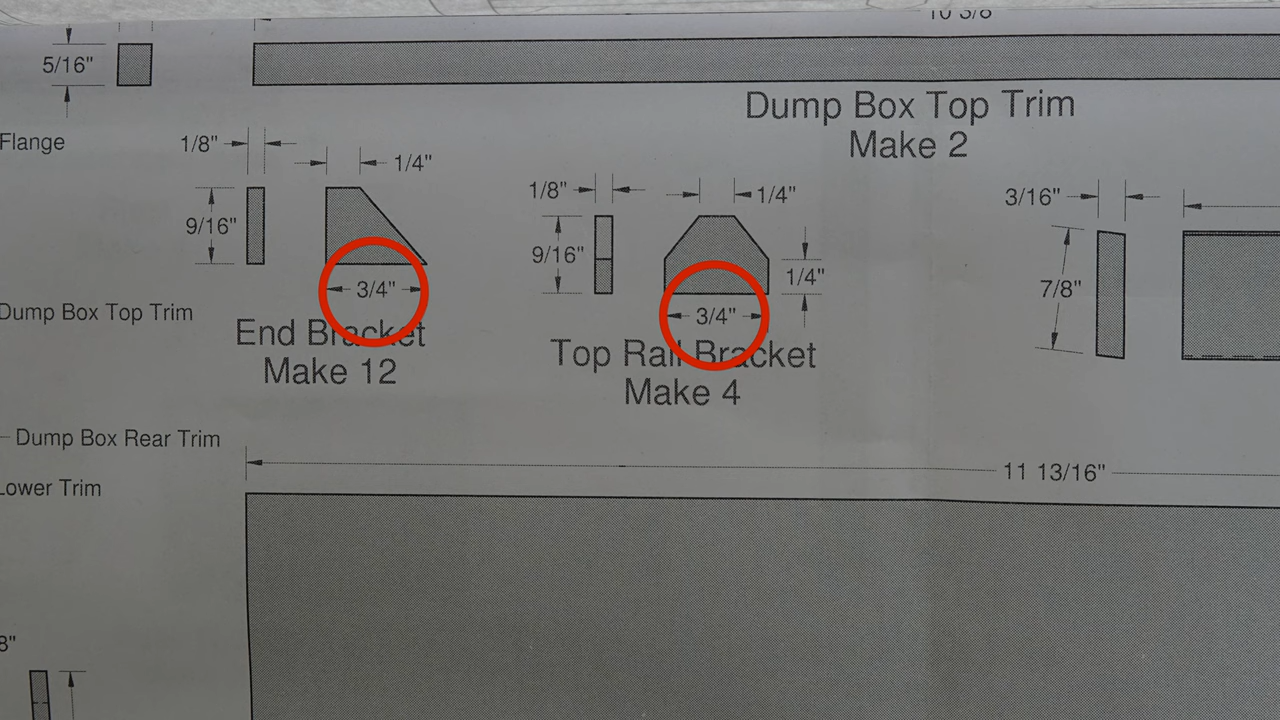 10 3/8
5/16"
Dump Box Top Trim
Make 2
Flange
1/8"
1/4"
9/16"
3/4"
End Bracket
Make 12
1/8"
1/4"
9/16"
1/4"
3/4"
Top Rail Bracket
Make 4
3/16"
7/8"
Dump Box Top Trim
Dump Box Rear Trim
Lower Trim
11 13/16"
8"